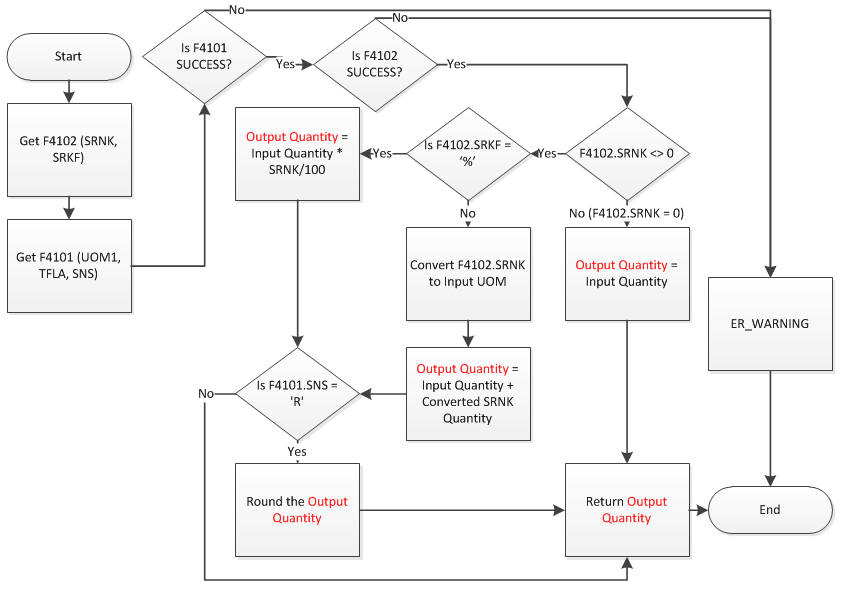 Start
Get F4102 (SRNK,
SRKF)
Get F4101 (UOM1,
TFLA, SNS)
Is F4101
SUCCESS?
No
Yes
Is F4102
SUCCESS?
No
Yes
F4102.SRNK <> 0
Yes
No (F4102.SRNK = 0)
Is F4102.SRKF =
‘%’
Yes
No
Output Quantity =
Input Quantity *
SRNK/100
Convert F4102.SRNK
to Input UOM
Output Quantity =
Input Quantity
ER_WARNING
Output Quantity =
Input Quantity +
Converted SRNK
Quantity
Is F4101.SNS =
'R'
No
Yes
Round the Output
Quantity
Return Output
Quantity
End